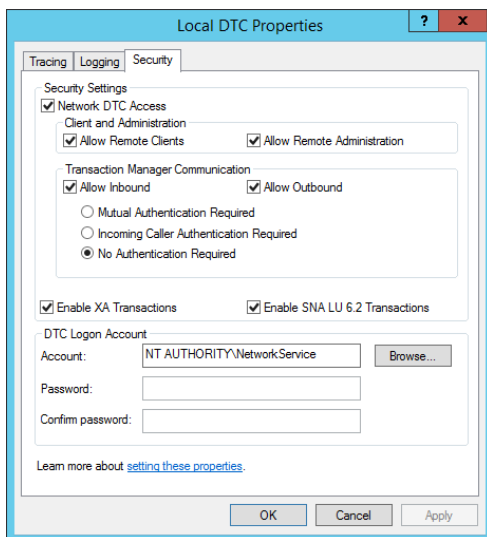 Local DTC Properties
? x
Tracing Logging Security
Security Settings
Network DTC Access
Client and Administration
Allow Remote Clients Allow Remote Administration
Transaction Manager Communication
Allow Inbound Allow Outbound
Mutual Authentication Required
Incoming Caller Authentication Required
No Authentication Required
Enable XA Transactions Enable SNA LU 6.2 Transactions
DTC Logon Account
Account: NT AUTHORITY\NetworkService Browse...
Password:
Confirm password:
Learn more about setting these properties.
OK Cancel Apply